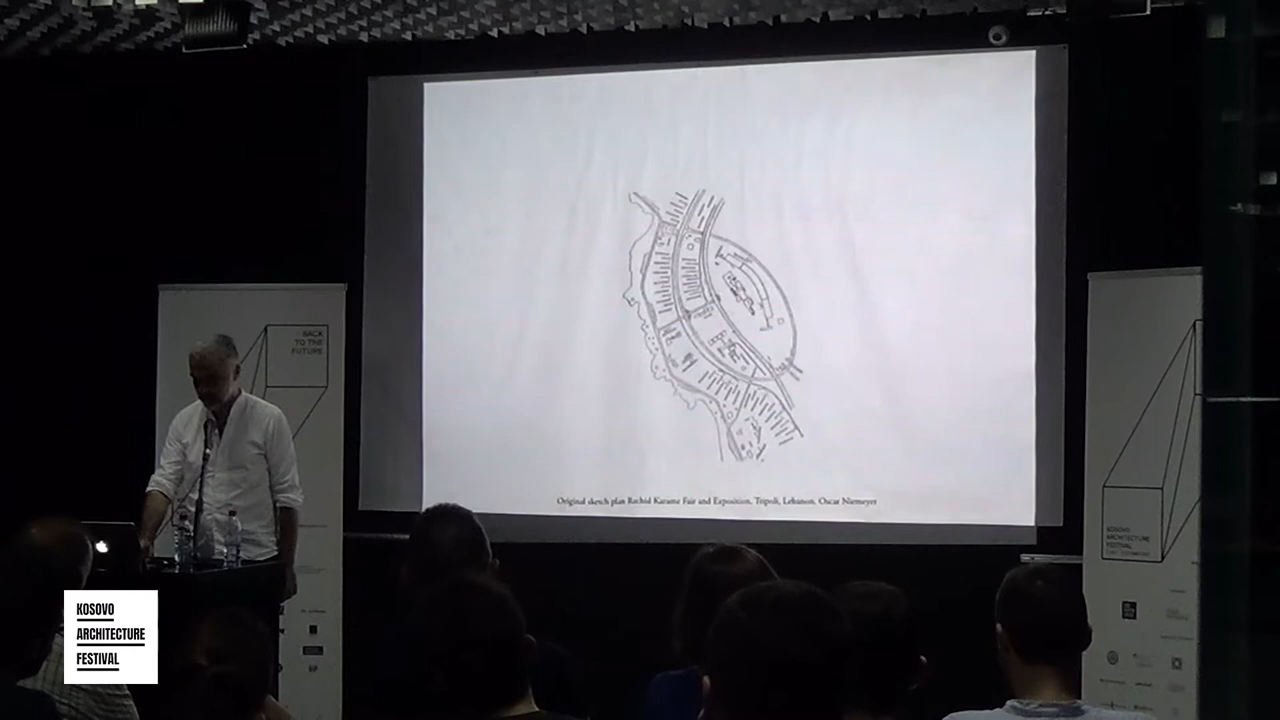 BACK
TO THE
FUTURE
Original sketch plan Rachid Karame Fair and Exposition, Tripoli, Lebanon, Oscar Niemeyer
KOSOVO
ARCHITECTURE
FESTIVAL
KOSOVO
ARCHITECTURE
FESTIVAL